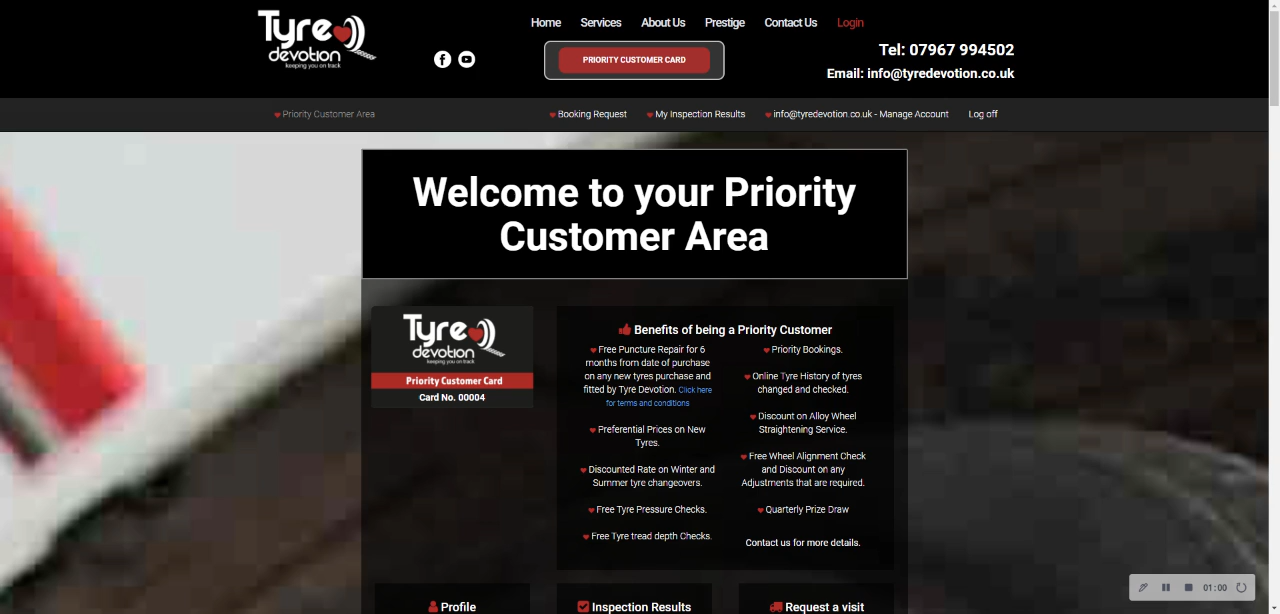 Tyre
devotion
keeping you on track
Home Services About Us Prestige Contact Us Login
PRIORITY CUSTOMER CARD
Tel: 07967 994502
Email: info@tyredevotion.co.uk
Priority Customer Area Booking Request My Inspection Results info@tyredevotion.co.uk - Manage Account Log off
Welcome to your Priority
Customer Area
Tyre
devotion
keeping you on track
Priority Customer Card
Card No. 00004
Benefits of being a Priority Customer
Free Puncture Repair for 6
months from date of purchase
on any new tyres purchase and
fitted by Tyre Devotion. Click here
for terms and conditions
Preferential Prices on New
Tyres.
Discounted Rate on Winter and
Summer tyre changeovers.
Free Tyre Pressure Checks.
Free Tyre tread depth Checks.
Priority Bookings.
Online Tyre History of tyres
changed and checked.
Discount on Alloy Wheel
Straightening Service.
Free Wheel Alignment Check
and Discount on any
Adjustments that are required.
Quarterly Prize Draw
Contact us for more details.
Profile Inspection Results Request a visit
01:00